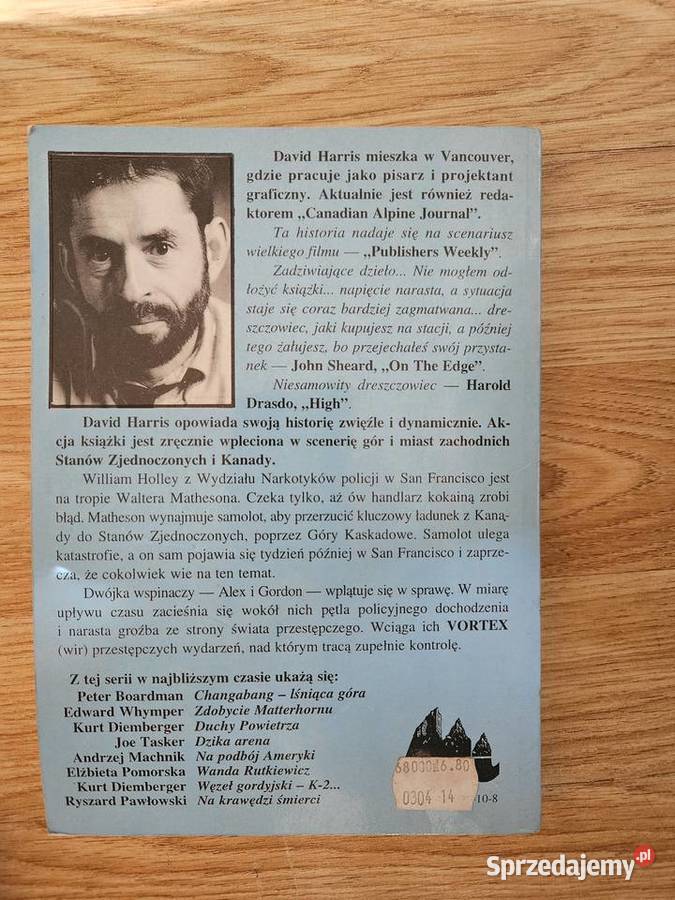 David Harris mieszka w Vancouver,
gdzie pracuje jako pisarz i projektant
graficzny. Aktualnie jest również reda-
ktorem „Canadian Alpine Journal".
Ta historia nadaje się na scenariusz
wielkiego filmu — „Publishers Weekly".
Zadziwiające dzieło... Nie mogłem od-
łożyć książki... napięcie narasta, a sytuacja
staje się coraz bardziej zagmatwana... dre-
szczowiec, jaki kupujesz na stacji, a później
tego żałujesz, bo przejechałeś swój przysta-
nek — John Sheard, „On The Edge".
Niesamowity dreszczowiec — Harold
Drasdo, „High".
David Harris opowiada swoją historię zwięźle i dynamicznie. Ak-
cja książki jest zręcznie wpleciona w scenerię gór i miast zachodnich
Stanów Zjednoczonych i Kanady.
William Holley z Wydziału Narkotyków policji w San Francisco jest
na tropie Waltera Mathesona. Czeka tylko, aż ów handlarz kokainą zrobi
błąd. Matheson wynajmuje samolot, aby przerzucić kluczowy ładunek z Kana-
dy do Stanów Zjednoczonych, poprzez Góry Kaskadowe. Samolot ulega
katastrofie, a on sam pojawia się tydzień później w San Francisco i zaprze-
cza, że cokolwiek wie na ten temat.
Dwójka wspinaczy — Alex i Gordon — wplątuje się w sprawę. W miarę
upływu czasu zacieśnia się wokół nich pętla policyjnego dochodzenia
i narasta groźba ze strony świata przestępczego. Wciąga ich VORTEX
(wir) przestępczych wydarzeń, nad którym tracą zupełnie kontrolę.
Z tej serii w najbliższym czasie ukażą się:
Peter Boardman Changabang – lśniąca góra
Edward Whymper Zdobycie Matterhornu
Kurt Diemberger Duchy Powietrza
Joe Tasker Dzika arena
Andrzej Machnik Na podbój Ameryki
Elżbieta Pomorska Wanda Rutkiewicz
Kurt Diemberger Węzeł gordyjski – K-2...
Ryszard Pawłowski Na krawędzi śmierci
68000 6.80
0304 14
-10-8
Sprzedajemy.pl